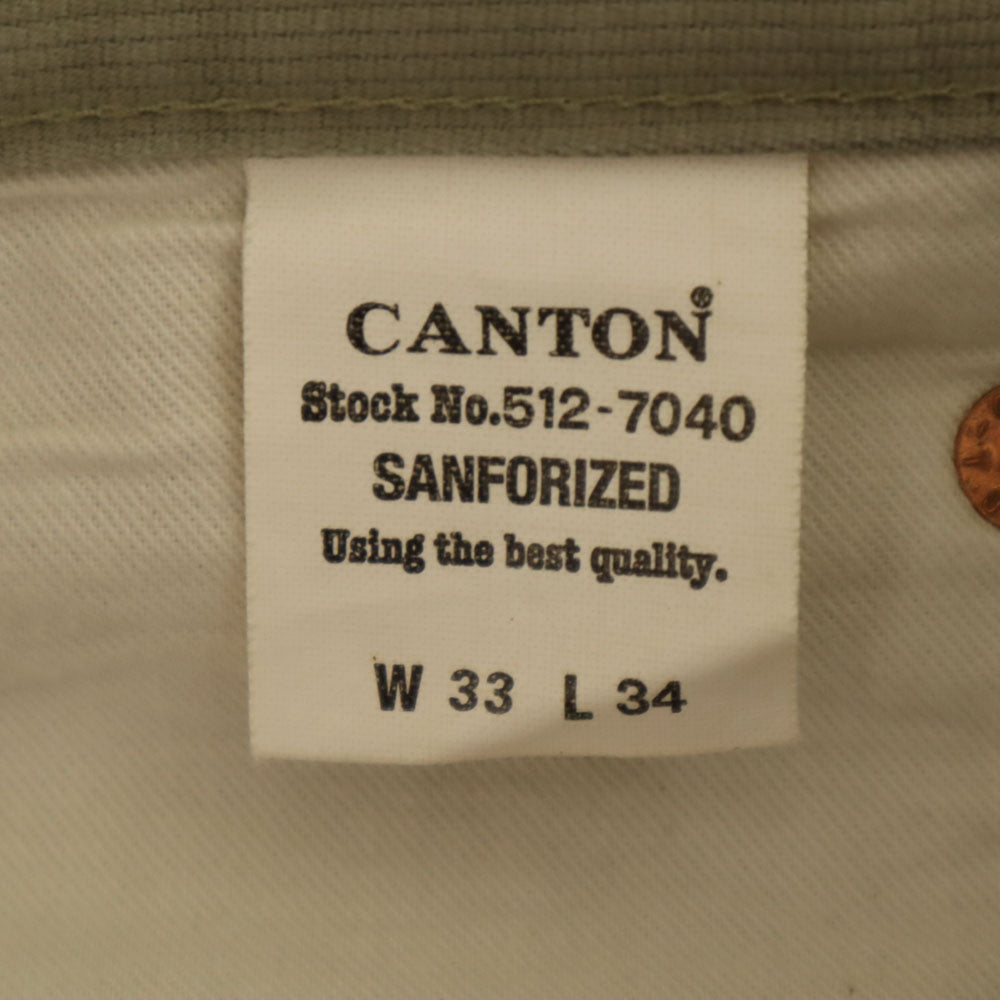 CANTON®
Stock No.512-7040
SANFORIZED
Using the best quality.
W 33 L 34